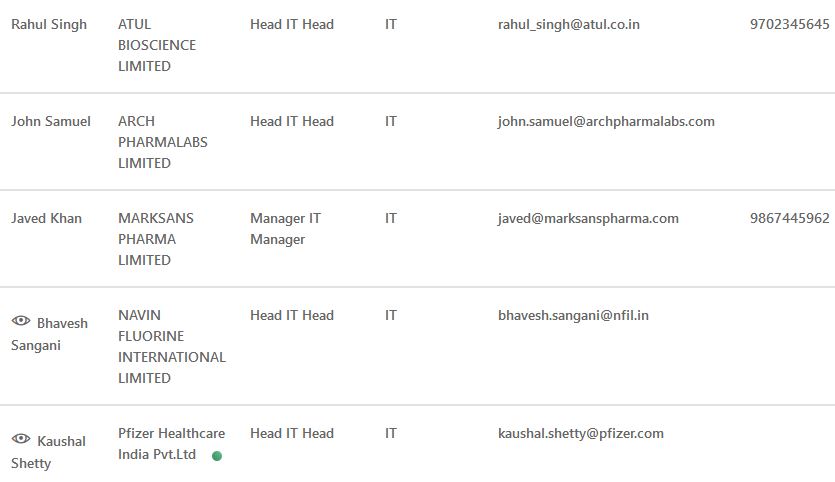 Rahul Singh ATUL Head IT Head IT rahul_singh@atul.co.in 9702345645
BIOSCIENCE
LIMITED
John Samuel ARCH Head IT Head IT john.samuel@archpharmalabs.com
PHARMALABS
LIMITED
Javed Khan MARKSANS Manager IT IT javed@marksanspharma.com 9867445962
PHARMA Manager
LIMITED
Bhavesh NAVIN Head IT Head IT bhavesh.sangani@nfil.in
Sangani FLUORINE
INTERNATIONAL
LIMITED
Kaushal Pfizer Healthcare Head IT Head IT kaushal.shetty@pfizer.com
Shetty India Pvt.Ltd